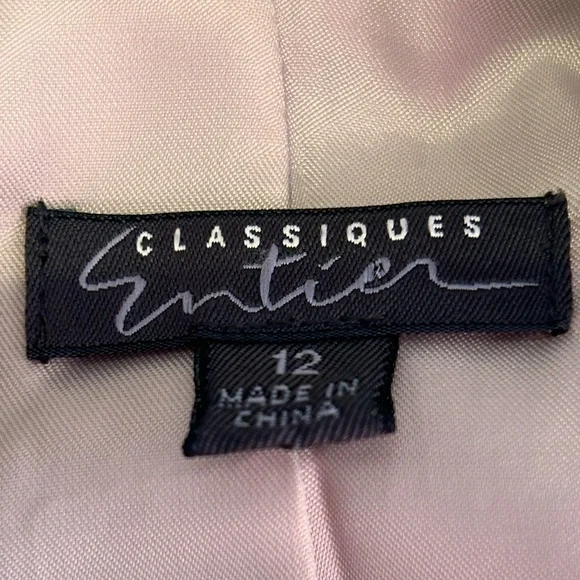 CLASSIQUES
Entier
12
MADE IN
CHINA